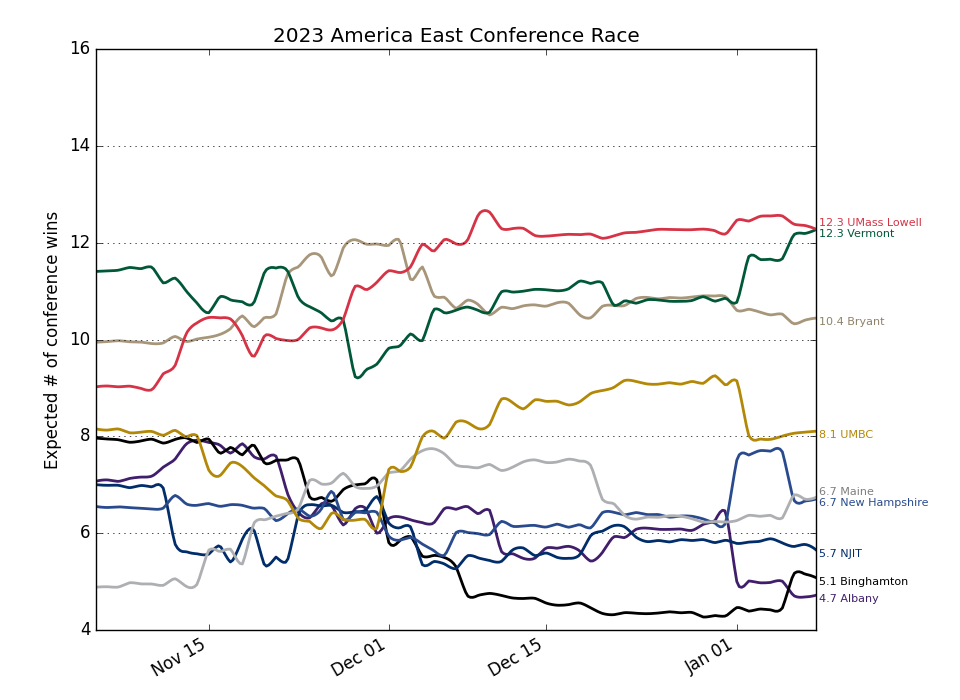 2023 America East Conference Race
Expected # of conference wins
16
14
12
10
8
6
4
Nov 15
Dec 01
Dec 15
Jan 01
12.3 UMass Lowell
12.3 Vermont
10.4 Bryant
8.1 UMBC
6.7 Maine
6.7 New Hampshire
5.7 NJIT
5.1 Binghamton
4.7 Albany